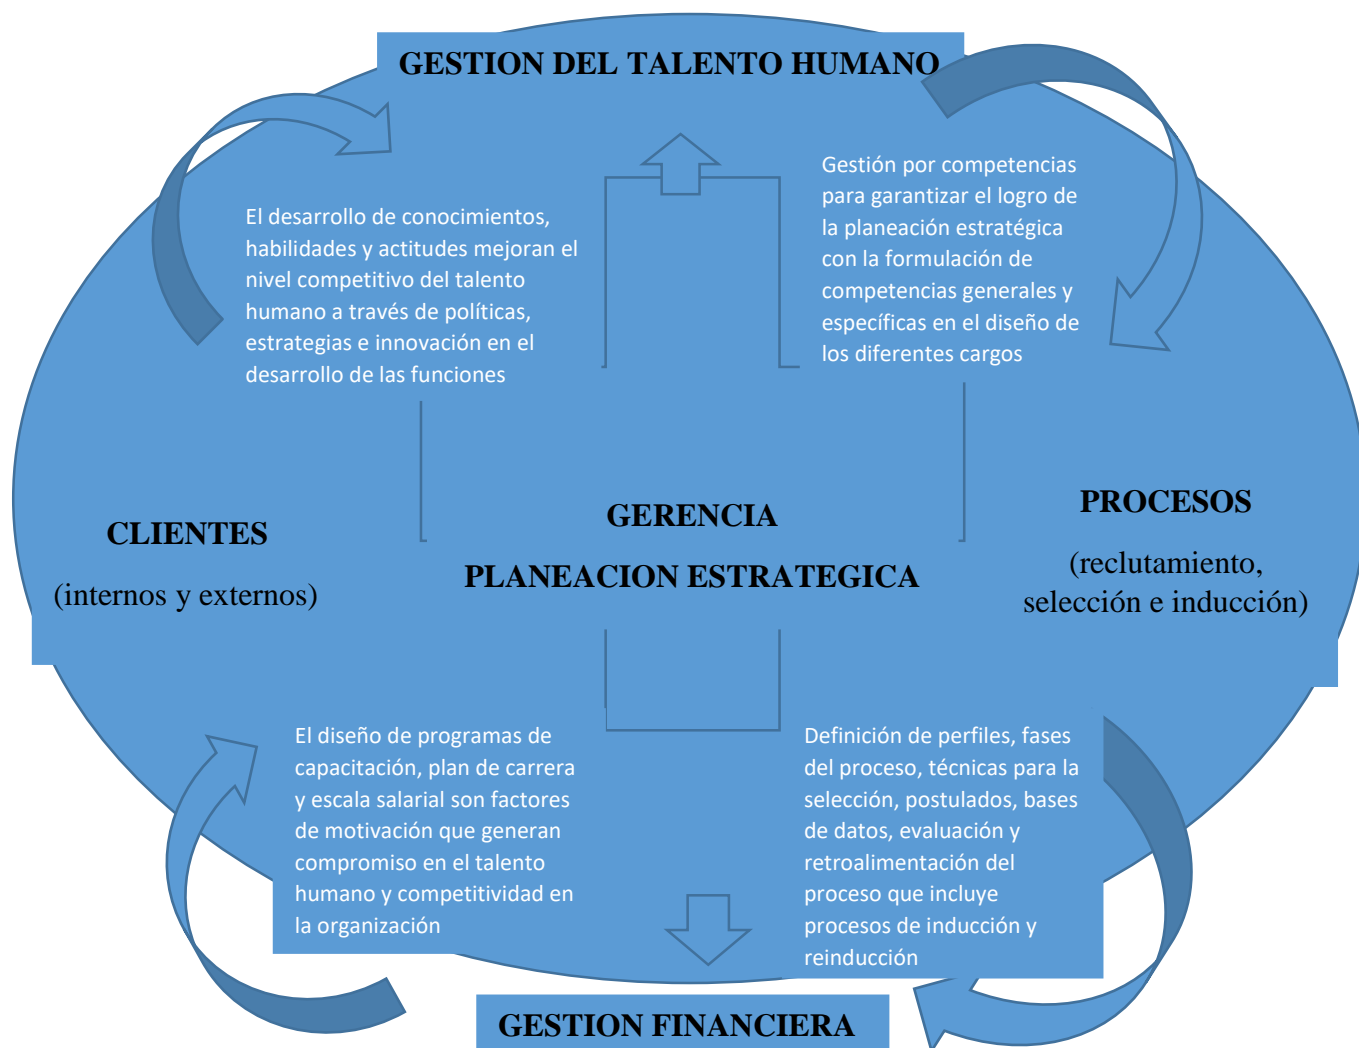 GESTION DEL TALENTO HUMANO
El desarrollo de conocimientos,
habilidades y actitudes mejoran el
nivel competitivo del talento
humano a través de políticas,
estrategias e innovación en el
desarrollo de las funciones
Gestión por competencias
para garantizar el logro de
la planeación estratégica
con la formulación de
competencias generales y
específicas en el diseño de
los diferentes cargos
CLIENTES
(internos y externos)
GERENCIA
PLANEACION ESTRATEGICA
PROCESOS
(reclutamiento,
selección e inducción)
El diseño de programas de
capacitación, plan de carrera
y escala salarial son factores
de motivación que generan
compromiso en el talento
humano y competitividad en
la organización
Definición de perfiles, fases
del proceso, técnicas para la
selección, postulados, bases
de datos, evaluación y
retroalimentación del
proceso que incluye
procesos de inducción y
reinducción
GESTION FINANCIERA